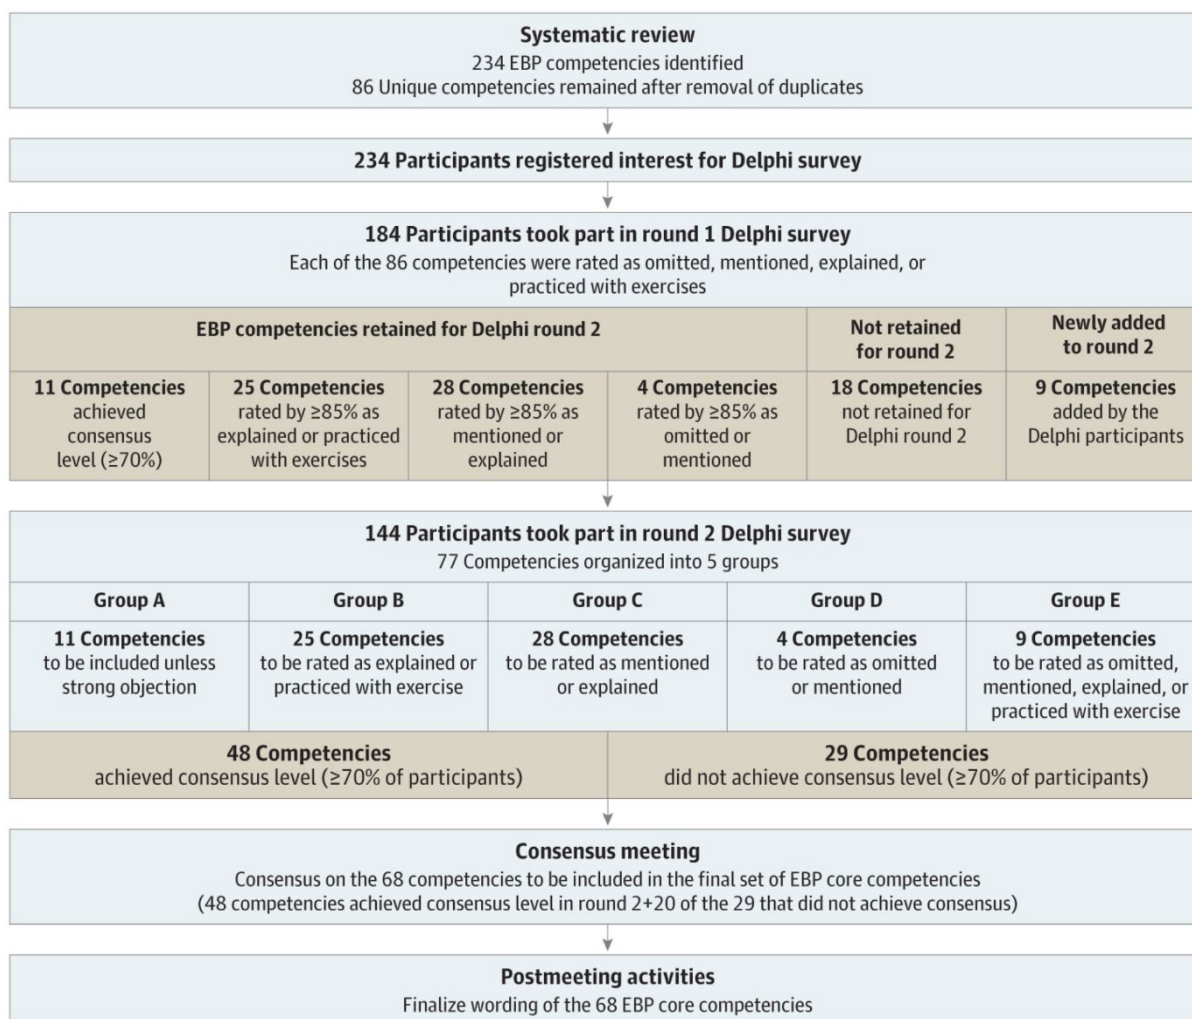 Systematic review
234 EBP competencies identified
86 Unique competencies remained after removal of duplicates
234 Participants registered interest for Delphi survey
184 Participants took part in round 1 Delphi survey
Each of the 86 competencies were rated as omitted, mentioned, explained, or
practiced with exercises
EBP competencies retained for Delphi round 2
Not retained
for round 2
Newly added
to round 2
11 Competencies
achieved
consensus
level (≥70%)
25 Competencies
rated by ≥85% as
explained or practiced
with exercises
28 Competencies
rated by ≥85% as
mentioned or
explained
4 Competencies
rated by ≥85% as
omitted or
mentioned
18 Competencies
not retained for
Delphi round 2
9 Competencies
added by the
Delphi participants
144 Participants took part in round 2 Delphi survey
77 Competencies organized into 5 groups
Group A
11 Competencies
to be included unless
strong objection
Group B
25 Competencies
to be rated as explained or
practiced with exercise
Group C
28 Competencies
to be rated as mentioned
or explained
Group D
4 Competencies
to be rated as omitted
or mentioned
Group E
9 Competencies
to be rated as omitted,
mentioned, explained, or
practiced with exercise
48 Competencies
achieved consensus level (≥70% of participants)
29 Competencies
did not achieve consensus level (≥70% of participants)
Consensus meeting
Consensus on the 68 competencies to be included in the final set of EBP core competencies
(48 competencies achieved consensus level in round 2+20 of the 29 that did not achieve consensus)
Postmeeting activities
Finalize wording of the 68 EBP core competencies